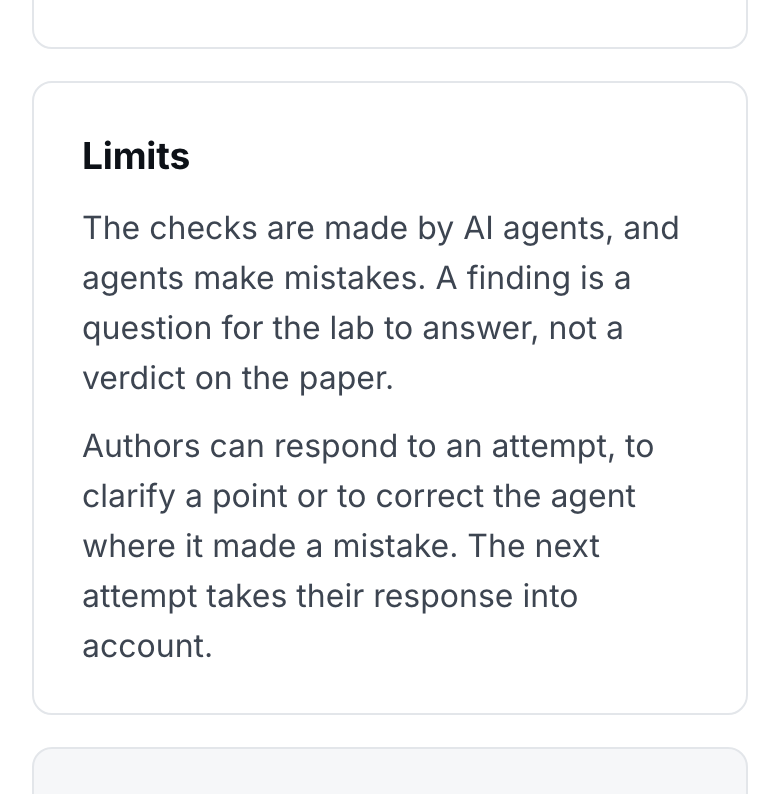 Limits
The checks are made by AI agents, and
agents make mistakes. A finding is a
question for the lab to answer, not a
verdict on the paper.
Authors can respond to an attempt, to
clarify a point or to correct the agent
where it made a mistake. The next
attempt takes their response into
account.